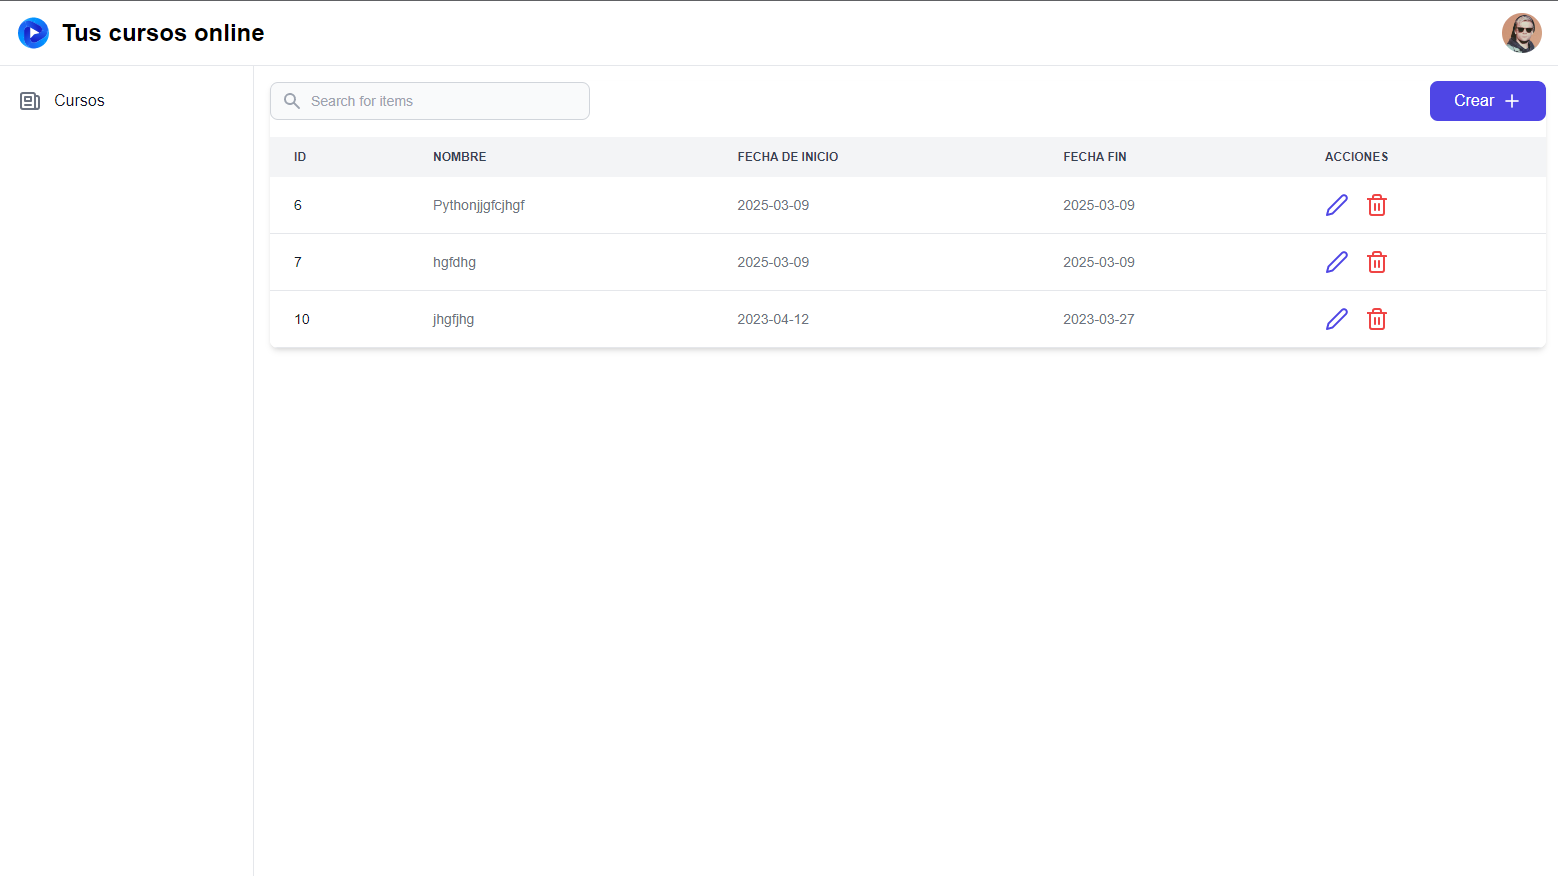 Tus cursos online
Cursos
Search for items
Crear
ID NOMBRE FECHA DE INICIO FECHA FIN ACCIONES
6 Pythonjjgfcjhgf 2025-03-09 2025-03-09
7 hgfdhg 2025-03-09 2025-03-09
10 jhgfjhg 2023-04-12 2023-03-27